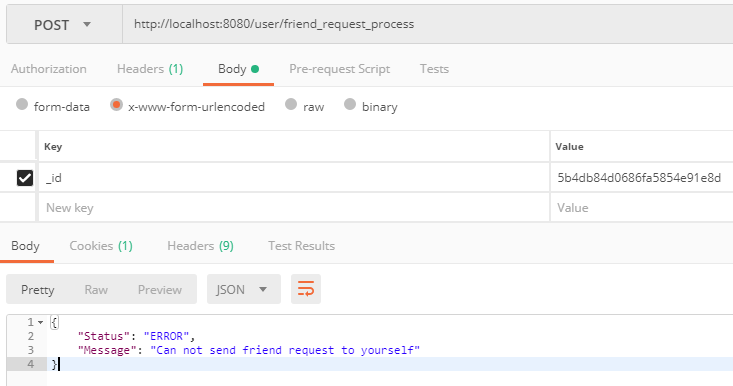 POST http://localhost:8080/user/friend_request_process
Authorization Headers (1) Body Pre-request Script Tests
form-data x-www-form-urlencoded raw binary
Key Value
_id 5b4db84d0686fa5854e91e8d
New key Value
Body Cookies (1) Headers (9) Test Results
Pretty Raw Preview JSON
1 {
2 "Status": "ERROR",
3 "Message": "Can not send friend request to yourself"
4 }